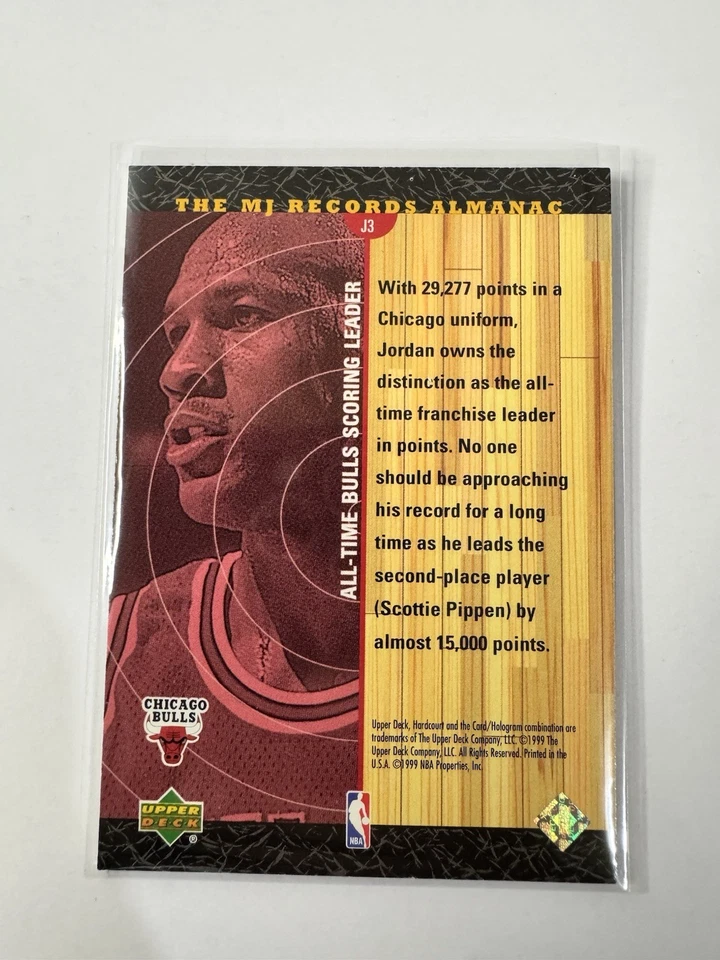 THE MJ RECORDS ALMANAC
J3
ALL-TIME BULLS SCORING LEADER
With 29,277 points in a
Chicago uniform,
Jordan owns the
distinction as the all-
time franchise leader
in points. No one
should be approaching
his record for a long
time as he leads the
second-place player
(Scottie Pippen) by
almost 15,000 points.
CHICAGO
BULLS
Upper Deck, Hardcourt and the Card/Hologram combination are
trademarks of The Upper Deck Company, LLC. ©1999 The
Upper Deck Company, LLC. All Rights Reserved. Printed in the
U.S.A. ©1999 NBA Properties, Inc.
UPPER
DECK
®
NBA